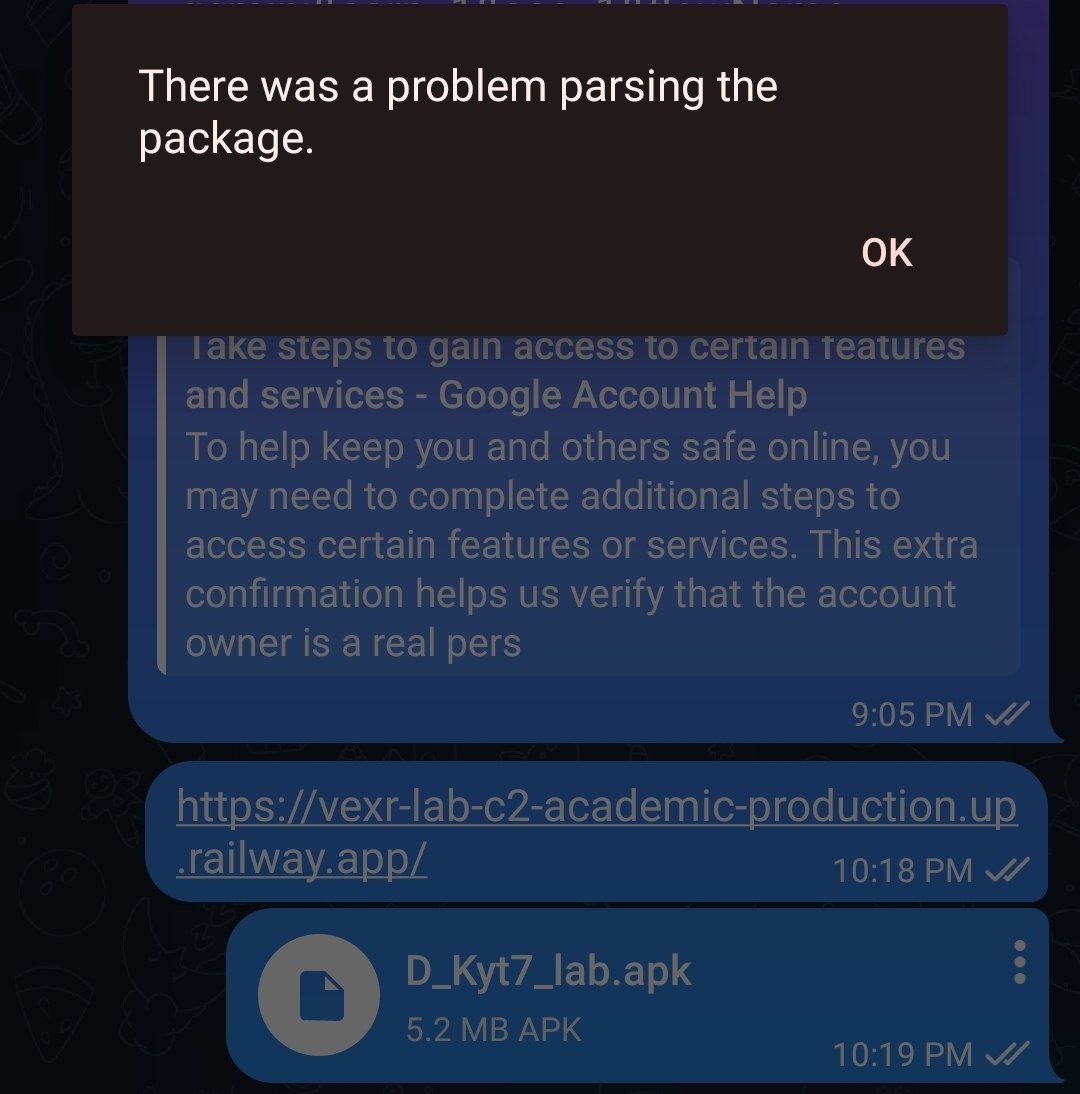 There was a problem parsing the
package.
OK
Take steps to gain access to certain features
and services - Google Account Help
To help keep you and others safe online, you
may need to complete additional steps to
access certain features or services. This extra
confirmation helps us verify that the account
owner is a real pers
9:05 PM
https://vexr-lab-c2-academic-production.up
.railway.app/
10:18 PM
D_Kyt7_lab.apk
5.2 MB APK
10:19 PM